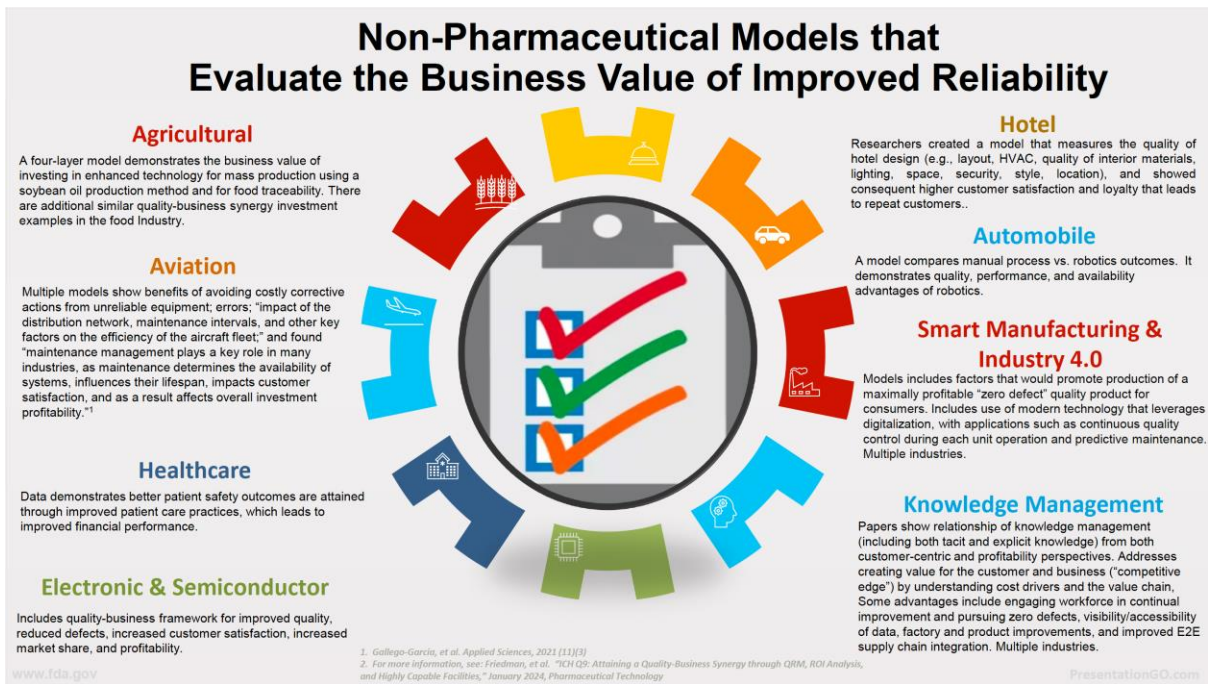 Non-Pharmaceutical Models that
Evaluate the Business Value of Improved Reliability
Agricultural
A four-layer model demonstrates the business value of
investing in enhanced technology for mass production using a
soybean oil production method and for food traceability. There
are additional similar quality-business synergy investment
examples in the food Industry.
Aviation
Multiple models show benefits of avoiding costly corrective
actions from unreliable equipment; errors; “impact of the
distribution network, maintenance intervals, and other key
factors on the efficiency of the aircraft fleet;” and found
“maintenance management plays a key role in many
industries, as maintenance determines the availability of
systems, influences their lifespan, impacts customer
satisfaction, and as a result affects overall investment
profitability.”1
Healthcare
Data demonstrates better patient safety outcomes are attained
through improved patient care practices, which leads to
improved financial performance.
Electronic & Semiconductor
Includes quality-business framework for improved quality,
reduced defects, increased customer satisfaction, increased
market share, and profitability.
Hotel
Researchers created a model that measures the quality of
hotel design (e.g., layout, HVAC, quality of interior materials,
lighting, space, security, style, location), and showed
consequent higher customer satisfaction and loyalty that leads
to repeat customers..
Automobile
A model compares manual process vs. robotics outcomes. It
demonstrates quality, performance, and availability
advantages of robotics.
Smart Manufacturing &
Industry 4.0
Models includes factors that would promote production of a
maximally profitable “zero defect” quality product for
consumers. Includes use of modern technology that leverages
digitalization, with applications such as continuous quality
control during each unit operation and predictive maintenance.
Multiple industries.
Knowledge Management
Papers show relationship of knowledge management
(including both tacit and explicit knowledge) from both
customer-centric and profitability perspectives. Addresses
creating value for the customer and business (“competitive
edge”) by understanding cost drivers and the value chain,
Some advantages include engaging workforce in continual
improvement and pursuing zero defects, visibility/accessibility
of data, factory and product improvements, and improved E2E
supply chain integration. Multiple industries.
1. Gallego-García, et al. Applied Sciences, 2021 (11)(3)
2. For more information, see: Friedman, et al. “ICH Q9: Attaining a Quality-Business Synergy through QRM, ROI Analysis,
and Highly Capable Facilities,” January 2024, Pharmaceutical Technology
www.fda.gov
PresentationGO.com